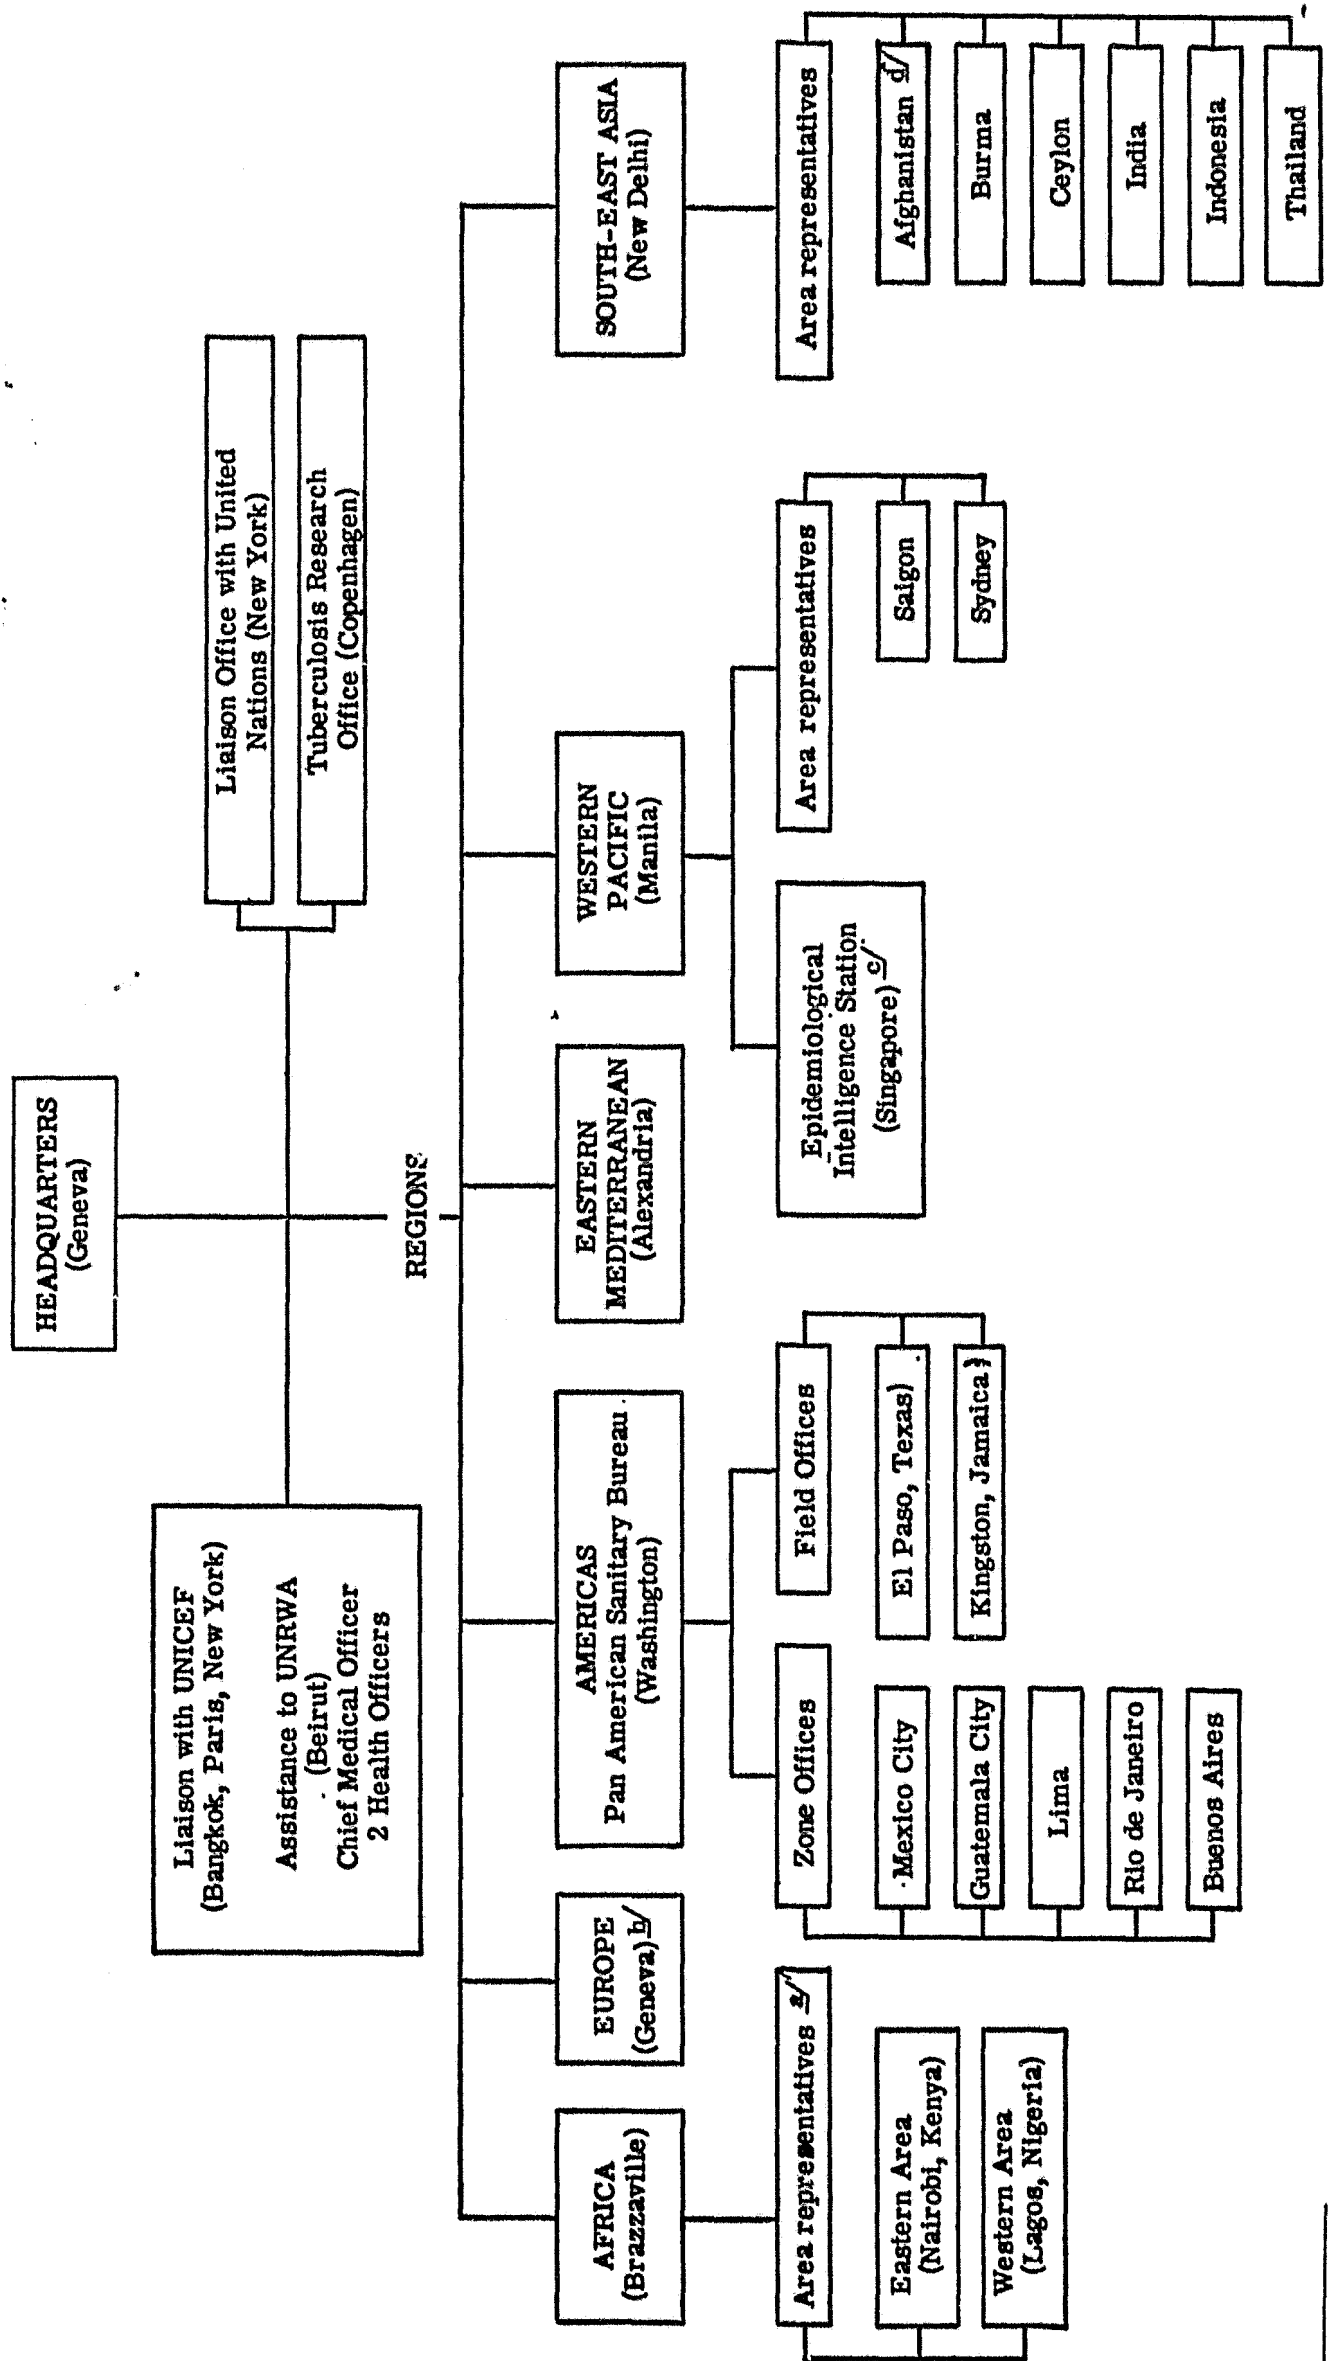 HEADQUARTERS
(Geneva)
Liaison with UNICEF
(Bangkok, Paris, New York)
Assistance to UNRWA
(Beirut)
Chief Medical Officer
2 Health Officers
Liaison Office with United
Nations (New York)
Tuberculosis Research
Office (Copenhagen)
REGIONS
AFRICA
(Brazzaville)
EUROPE
(Geneva) b/
AMERICAS
Pan American Sanitary Bureau
(Washington)
EASTERN
MEDITERRANEAN
(Alexandria)
WESTERN
PACIFIC
(Manila)
SOUTH-EAST ASIA
(New Delhi)
Area representatives a/
Eastern Area
(Nairobi, Kenya)
Western Area
(Lagos, Nigeria)
Zone Offices
Mexico City
Guatemala City
Lima
Rio de Janeiro
Buenos Aires
Field Offices
El Paso, Texas)
Kingston, Jamaica)
Epidemiological
Intelligence Station
(Singapore) c/
Area representatives
Saigon
Sydney
Area representatives
Afghanistan d/
Burma
Ceylon
India
Indonesia
Thailand